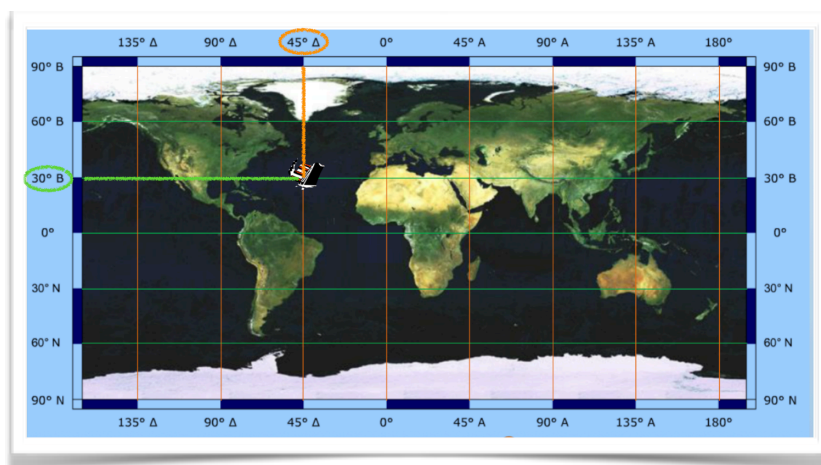 135° Δ 90° Δ 45° Δ 0° 45° Α 90° Α 135° Α 180°
90° Β 90° Β
60° Β 60° Β
30° Β 30° Β
0° 0°
30° Ν 30° Ν
60° Ν 60° Ν
90° Ν 90° Ν
135° Δ 90° Δ 45° Δ 0° 45° Α 90° Α 135° Α 180°